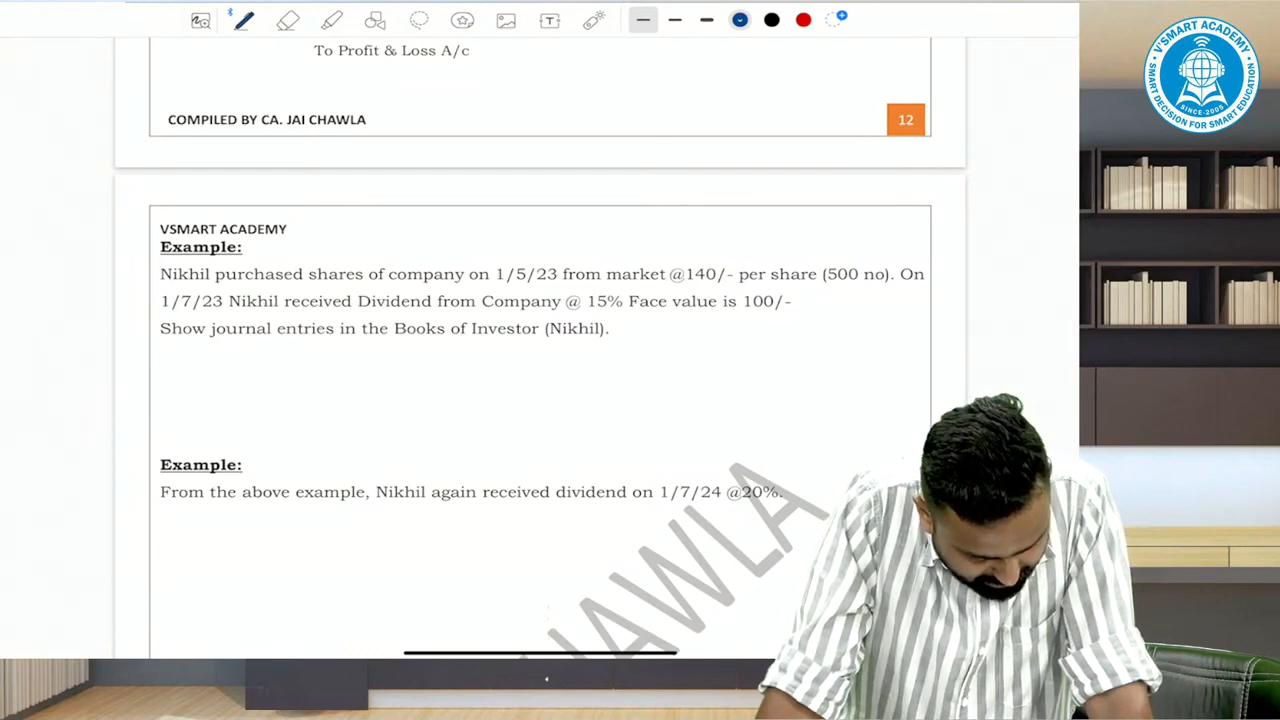 To Profit & Loss A/c
COMPILED BY CA. JAI CHAWLA
12
V'SMART ACADEMY
SMART DECISION FOR SMART EDUCATION
SINCE-2005
VSMART ACADEMY
Example:
Nikhil purchased shares of company on 1/5/23 from market @140/- per share (500 no). On
1/7/23 Nikhil received Dividend from Company @ 15% Face value is 100/-
Show journal entries in the Books of Investor (Nikhil).
Example:
From the above example, Nikhil again received dividend on 1/7/24 @20%.